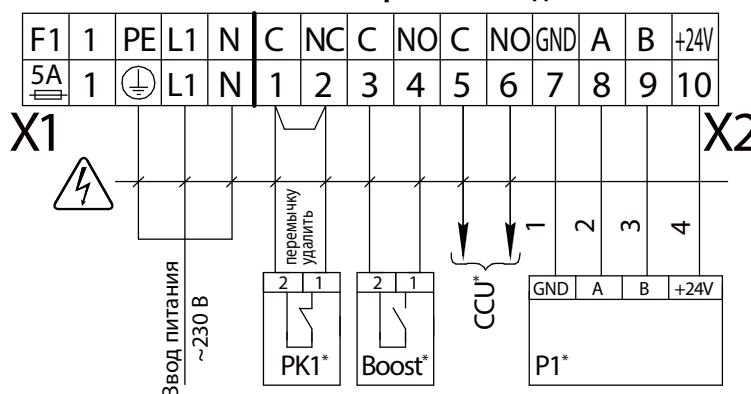 F1 1 PE L1 N C NC C NO C NO GND A B +24V
5A 1 L1 N 1 2 3 4 5 6 7 8 9 10
X1 X2
перемычку
удалить
1 2 3 4
Ввод питания
~230 В
2 1
PK1*
2 1
Boost*
CCU*
GND A B +24V
P1*